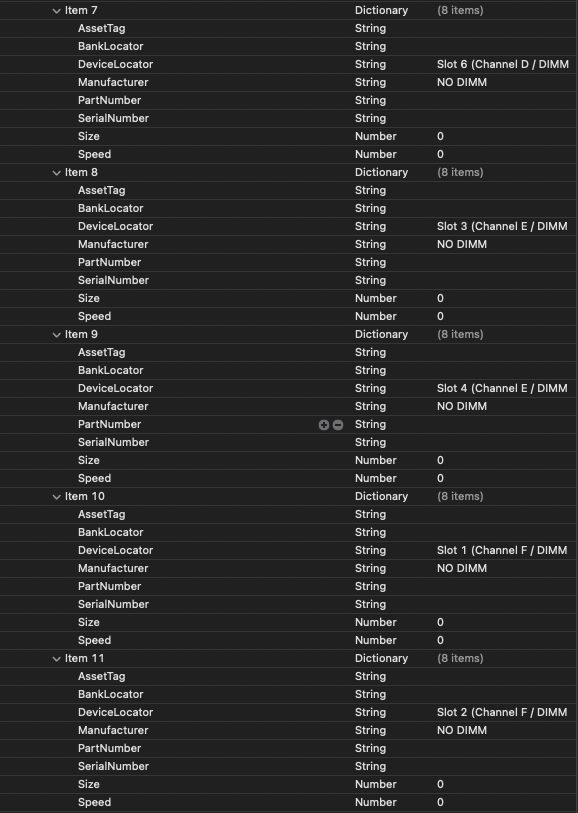 Item 7 Dictionary (8 items)
AssetTag String
BankLocator String
DeviceLocator String Slot 6 (Channel D / DIMM
Manufacturer String NO DIMM
PartNumber String
SerialNumber String
Size Number 0
Speed Number 0
Item 8 Dictionary (8 items)
AssetTag String
BankLocator String
DeviceLocator String Slot 3 (Channel E / DIMM
Manufacturer String NO DIMM
PartNumber String
SerialNumber String
Size Number 0
Speed Number 0
Item 9 Dictionary (8 items)
AssetTag String
BankLocator String
DeviceLocator String Slot 4 (Channel E / DIMM
Manufacturer String NO DIMM
PartNumber String
SerialNumber String
Size Number 0
Speed Number 0
Item 10 Dictionary (8 items)
AssetTag String
BankLocator String
DeviceLocator String Slot 1 (Channel F / DIMM
Manufacturer String NO DIMM
PartNumber String
SerialNumber String
Size Number 0
Speed Number 0
Item 11 Dictionary (8 items)
AssetTag String
BankLocator String
DeviceLocator String Slot 2 (Channel F / DIMM
Manufacturer String NO DIMM
PartNumber String
SerialNumber String
Size Number 0
Speed Number 0